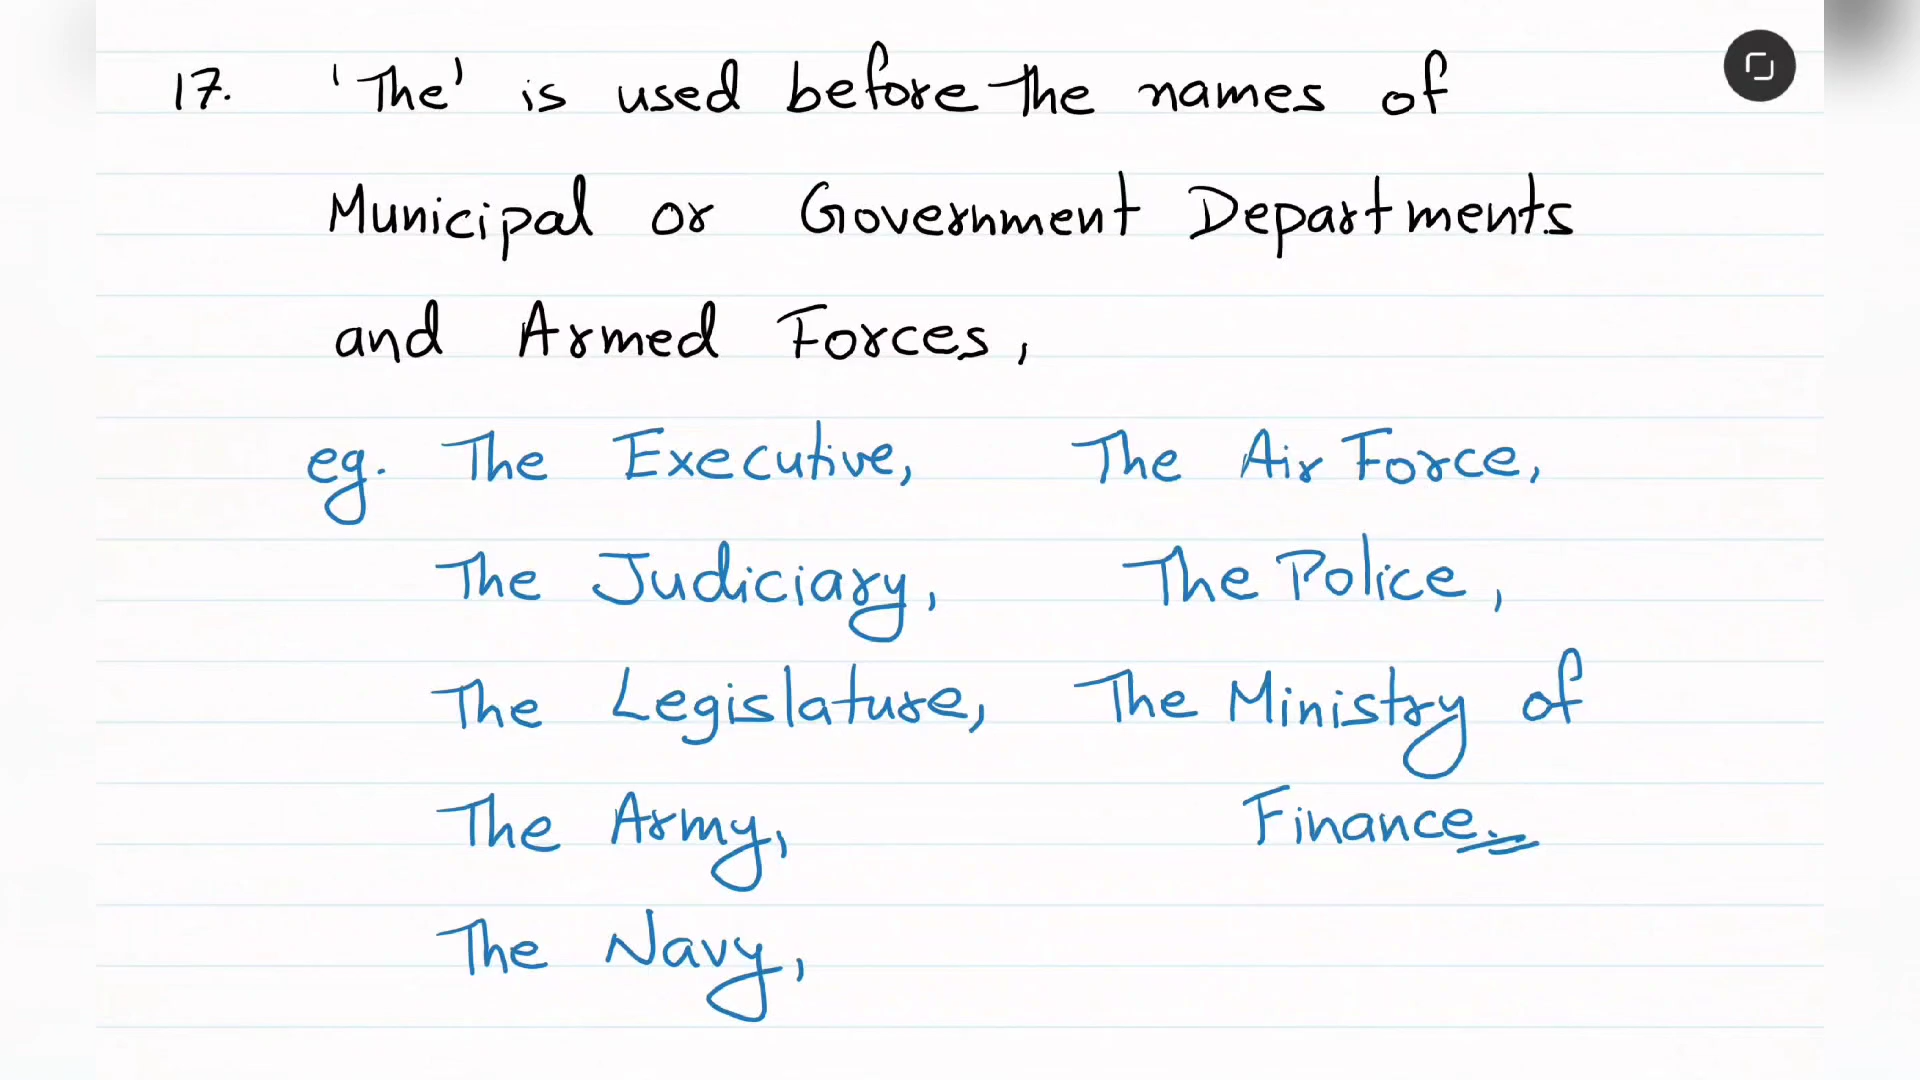 17. 'The' is used before the names of
Municipal or Government Departments
and Armed Forces,
eg. The Executive, The Air Force,
The Judiciary, The Police,
The Legislature, The Ministry of
The Army, Finance.
The Navy,